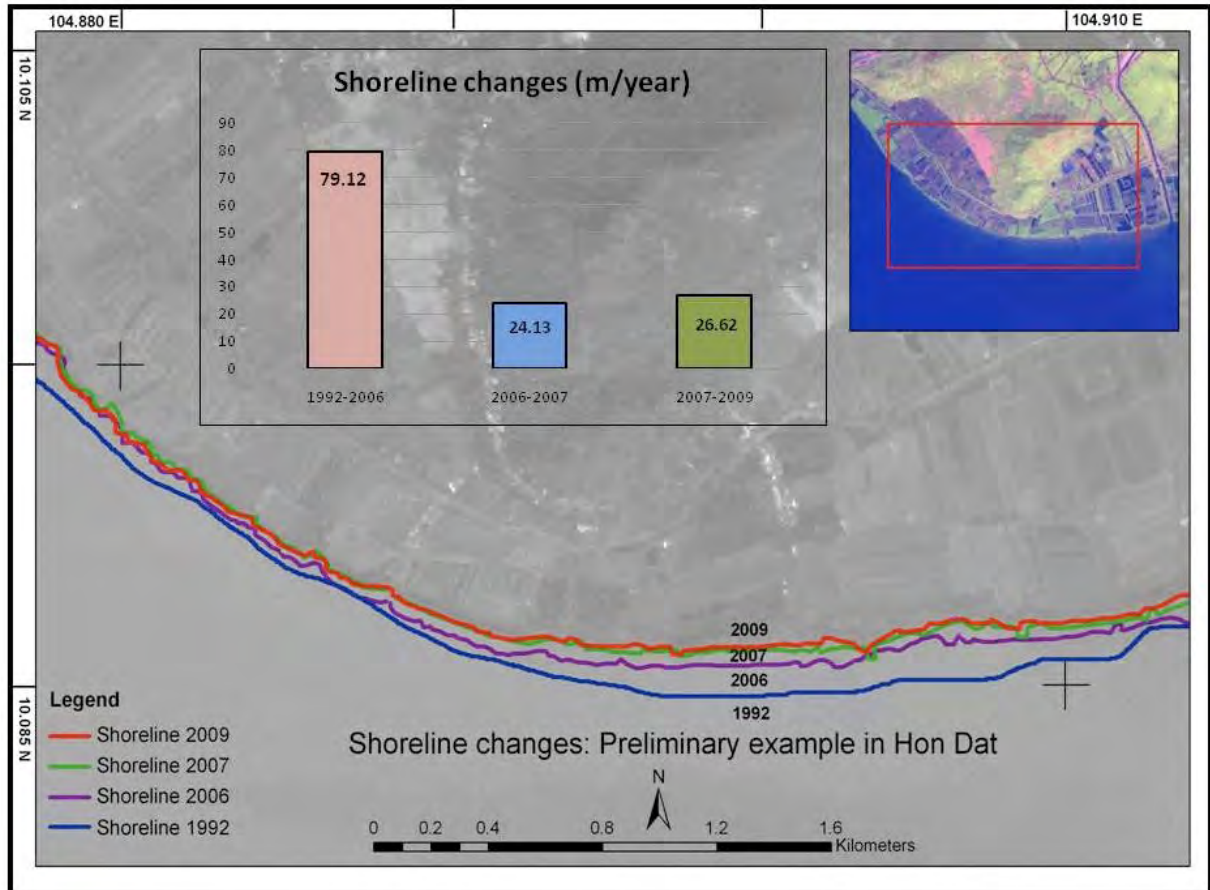 104.880 E
104.910 E
10.105 N
Shoreline changes (m/year)
90
80
70
60
50
40
30
20
10
0
79.12
24.13
26.62
1992-2006
2006-2007
2007-2009
2009
2007
2006
1992
10.085 N
Legend
Shoreline 2009
Shoreline 2007
Shoreline 2006
Shoreline 1992
Shoreline changes: Preliminary example in Hon Dat
N
0 0.2 0.4 0.8 1.2 1.6
Kilometers